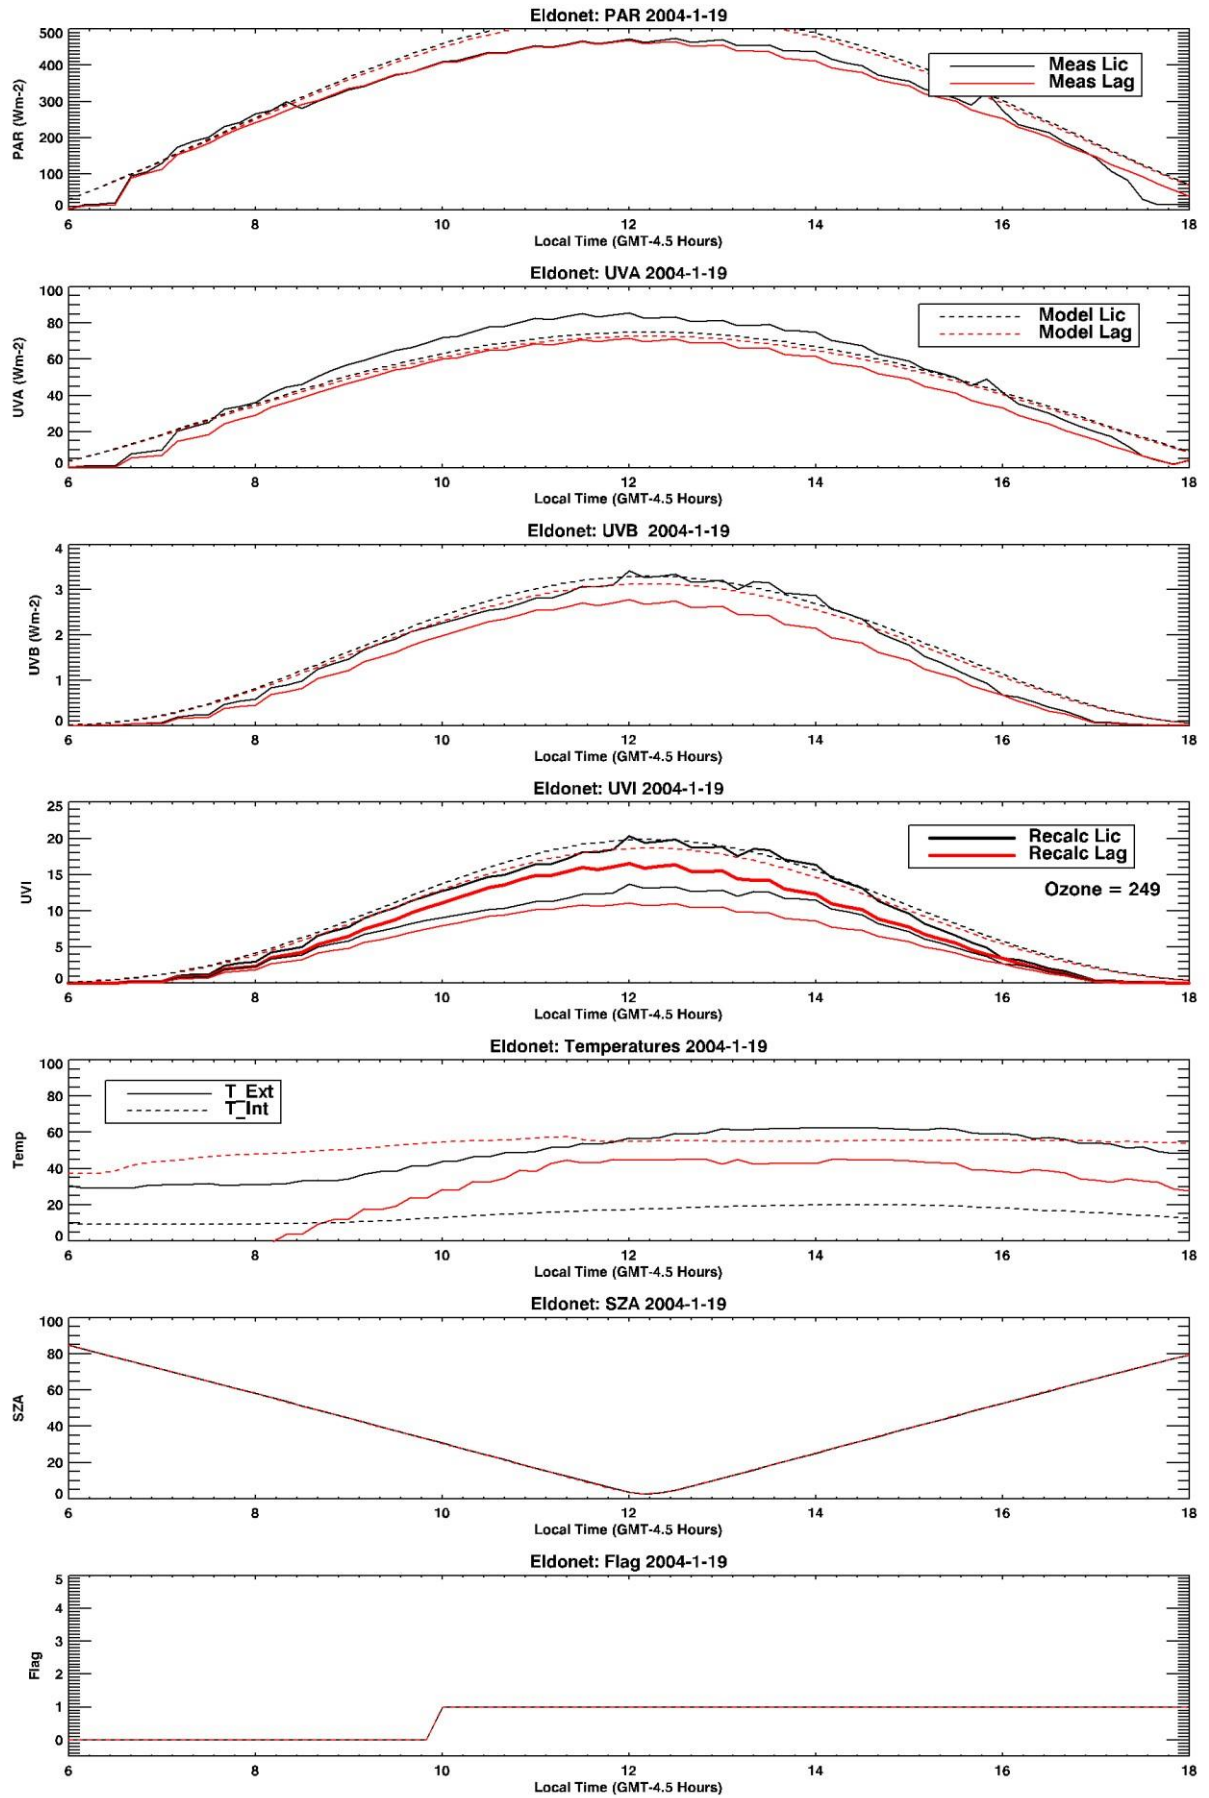 Eldonet: PAR 2004-1-19
500
400
300
200
100
0
PAR (Wm-2)
Meas Lic
Meas Lag
6 8 10 12 14 16 18
Local Time (GMT-4.5 Hours)
Eldonet: UVA 2004-1-19
100
80
60
40
20
0
UVA (Wm-2)
Model Lic
Model Lag
6 8 10 12 14 16 18
Local Time (GMT-4.5 Hours)
Eldonet: UVB 2004-1-19
4
3
2
1
0
UVB (Wm-2)
6 8 10 12 14 16 18
Local Time (GMT-4.5 Hours)
Eldonet: UVI 2004-1-19
25
20
15
10
5
0
UVI
Recalc Lic
Recalc Lag
Ozone = 249
6 8 10 12 14 16 18
Local Time (GMT-4.5 Hours)
Eldonet: Temperatures 2004-1-19
100
80
60
40
20
0
Temp
T_Ext
T_Int
6 8 10 12 14 16 18
Local Time (GMT-4.5 Hours)
Eldonet: SZA 2004-1-19
100
80
60
40
20
0
SZA
6 8 10 12 14 16 18
Local Time (GMT-4.5 Hours)
Eldonet: Flag 2004-1-19
5
4
3
2
1
0
Flag
6 8 10 12 14 16 18
Local Time (GMT-4.5 Hours)